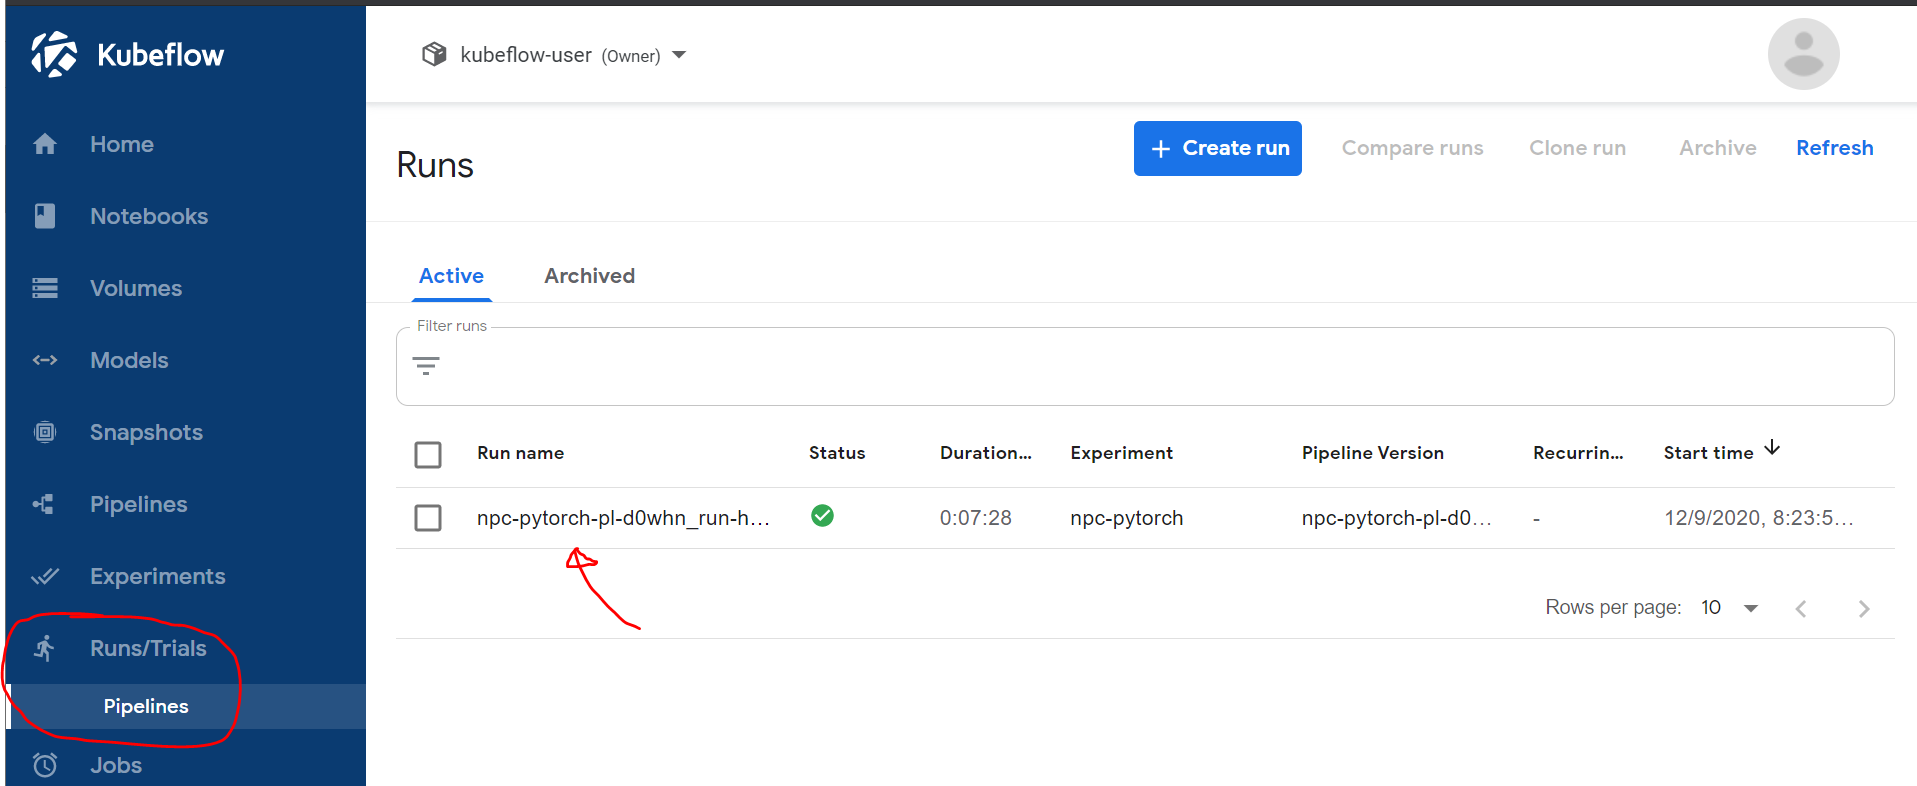 Kubeflow
kubeflow-user (Owner)
Home
Notebooks
Volumes
Models
Snapshots
Pipelines
Experiments
Runs/Trials
Pipelines
Jobs
Runs
+ Create run
Compare runs
Clone run
Archive
Refresh
Active
Archived
Filter runs
Run name Status Duration... Experiment Pipeline Version Recurrin... Start time
npc-pytorch-pl-d0whn_run-h... 0:07:28 npc-pytorch npc-pytorch-pl-d0... - 12/9/2020, 8:23:5...
Rows per page: 10